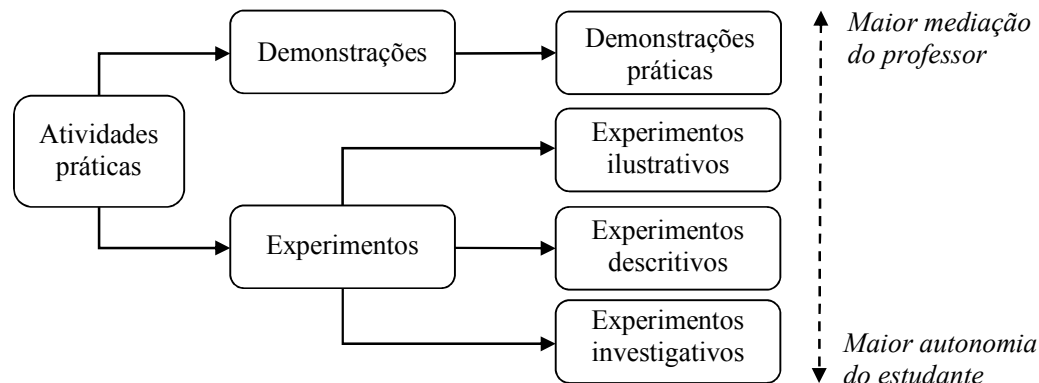 Atividades
práticas
Demonstrações
Demonstrações
práticas
Experimentos
Experimentos
ilustrativos
Experimentos
descritivos
Experimentos
investigativos
Maior mediação
do professor
Maior autonomia
do estudante